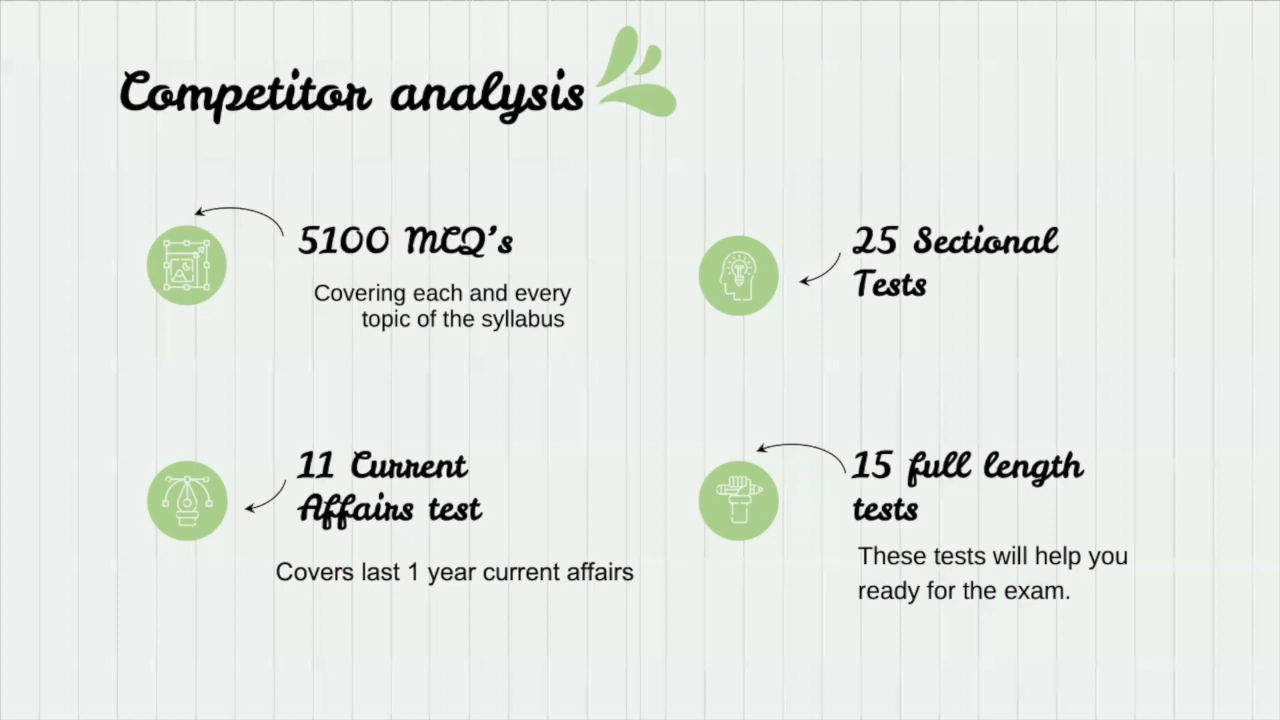 Competitor analysis
5100 MCQ's
Covering each and every
topic of the syllabus
25 Sectional
Tests
11 Current
Affairs test
Covers last 1 year current affairs
15 full length
tests
These tests will help you
ready for the exam.